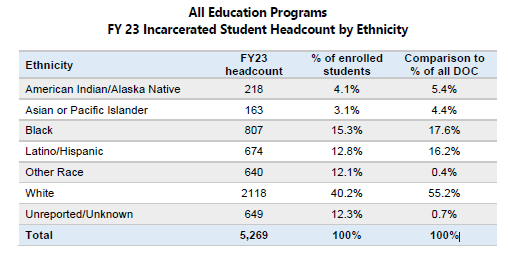 All Education Programs
FY 23 Incarcerated Student Headcount by Ethnicity
Ethnicity FY23 headcount % of enrolled students Comparison to % of all DOC
American Indian/Alaska Native 218 4.1% 5.4%
Asian or Pacific Islander 163 3.1% 4.4%
Black 807 15.3% 17.6%
Latino/Hispanic 674 12.8% 16.2%
Other Race 640 12.1% 0.4%
White 2118 40.2% 55.2%
Unreported/Unknown 649 12.3% 0.7%
Total 5,269 100% 100%